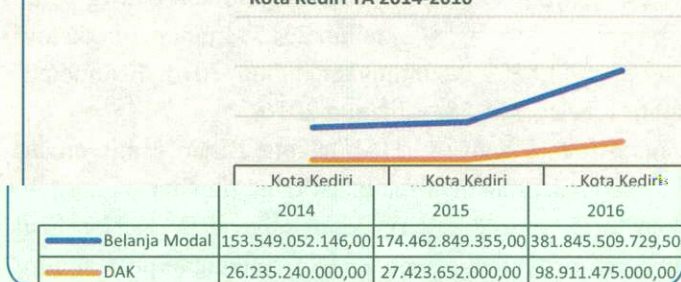 Kota Kediri TA 2014-2016
Kota Kediri Kota Kediri Kota Kediri
2014 2015 2016
Belanja Modal 153.549.052.146,00 174.462.849.355,00 381.845.509.729,50
DAK 26.235.240.000,00 27.423.652.000,00 98.911.475.000,00